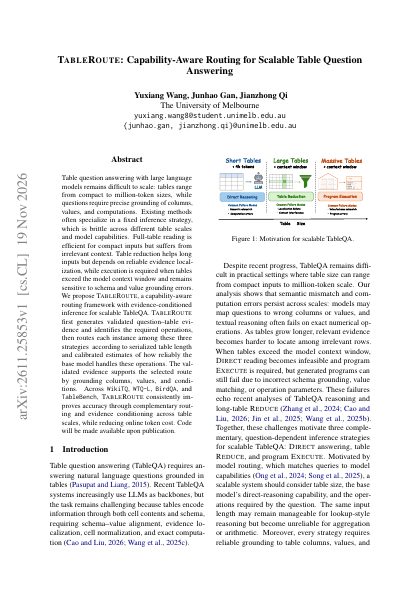 arXiv:2611.25853v1 [cs.CL] 19 Nov 2026
TABLEROUTE: Capability-Aware Routing for Scalable Table Question
Answering
Yuxiang Wang, Junhao Gan, Jianzhong Qi
The University of Melbourne
yuxiang.wang8@student.unimelb.edu.au
{junhao.gan, jianzhong.qi}@unimelb.edu.au
Abstract
Table question answering with large language
models remains difficult to scale: tables range
from compact to million-token sizes, while
questions require precise grounding of columns,
values, and computations. Existing methods
often specialize in a fixed inference strategy,
which is brittle across different table scales
and model capabilities. Full-table reading is
efficient for compact inputs but suffers from
irrelevant context. Table reduction helps long
inputs but depends on reliable evidence local-
ization, while execution is required when tables
exceed the model context window and remains
sensitive to schema and value grounding errors.
We propose TABLEROUTE, a capability-aware
routing framework with evidence-conditioned
inference for scalable TableQA. TABLEROUTE
first generates validated question–table evi-
dence and identifies the required operations,
then routes each instance among these three
strategies according to serialized table length
and calibrated estimates of how reliably the
base model handles these operations. The val-
idated evidence supports the selected route
by grounding columns, values, and condi-
tions. Across WikiTQ, WTQ-L, BirdQA, and
TableBench, TABLEROUTE consistently im-
proves accuracy through complementary rout-
ing and evidence conditioning across table
scales, while reducing online token cost. Code
will be made available upon publication.
1 Introduction
Table question answering (TableQA) requires an-
swering natural language questions grounded in
tables (Pasupat and Liang, 2015). Recent TableQA
systems increasingly use LLMs as backbones, but
the task remains challenging because tables encode
information through both cell contents and schema,
requiring schema–value alignment, evidence lo-
calization, cell normalization, and exact computa-
tion (Cao and Liu, 2026; Wang et al., 2025c).
Short Tables
Large Tables
Massive Tables
LLM
Direct Reasoning
Table Reduction
Program Execution
Table Size
Figure 1: Motivation for scalable TableQA.
Despite recent progress, TableQA remains diffi-
cult in practical settings where table size can range
from compact inputs to million-token scale. Our
analysis shows that semantic mismatch and com-
putation errors persist across scales: models may
map questions to wrong columns or values, and
textual reasoning often fails on exact numerical op-
erations. As tables grow longer, relevant evidence
becomes harder to locate among irrelevant rows.
When tables exceed the model context window,
DIRECT reading becomes infeasible and program
EXECUTE is required, but generated programs can
still fail due to incorrect schema grounding, value
matching, or operation parameters. These failures
echo recent analyses of TableQA reasoning and
long-table REDUCE (Zhang et al., 2024; Cao and
Liu, 2026; Jin et al., 2025; Wang et al., 2025b).
Together, these challenges motivate three comple-
mentary, question-dependent inference strategies
for scalable TableQA: DIRECT answering, table
REDUCE, and program EXECUTE. Motivated by
model routing, which matches queries to model
capabilities (Ong et al., 2024; Song et al., 2025), a
scalable system should consider table size, the base
model's direct-reasoning capability, and the oper-
ations required by the question. The same input
length may remain manageable for lookup-style
reasoning but become unreliable for aggregation
or arithmetic. Moreover, every strategy requires
reliable grounding to table columns, values, and